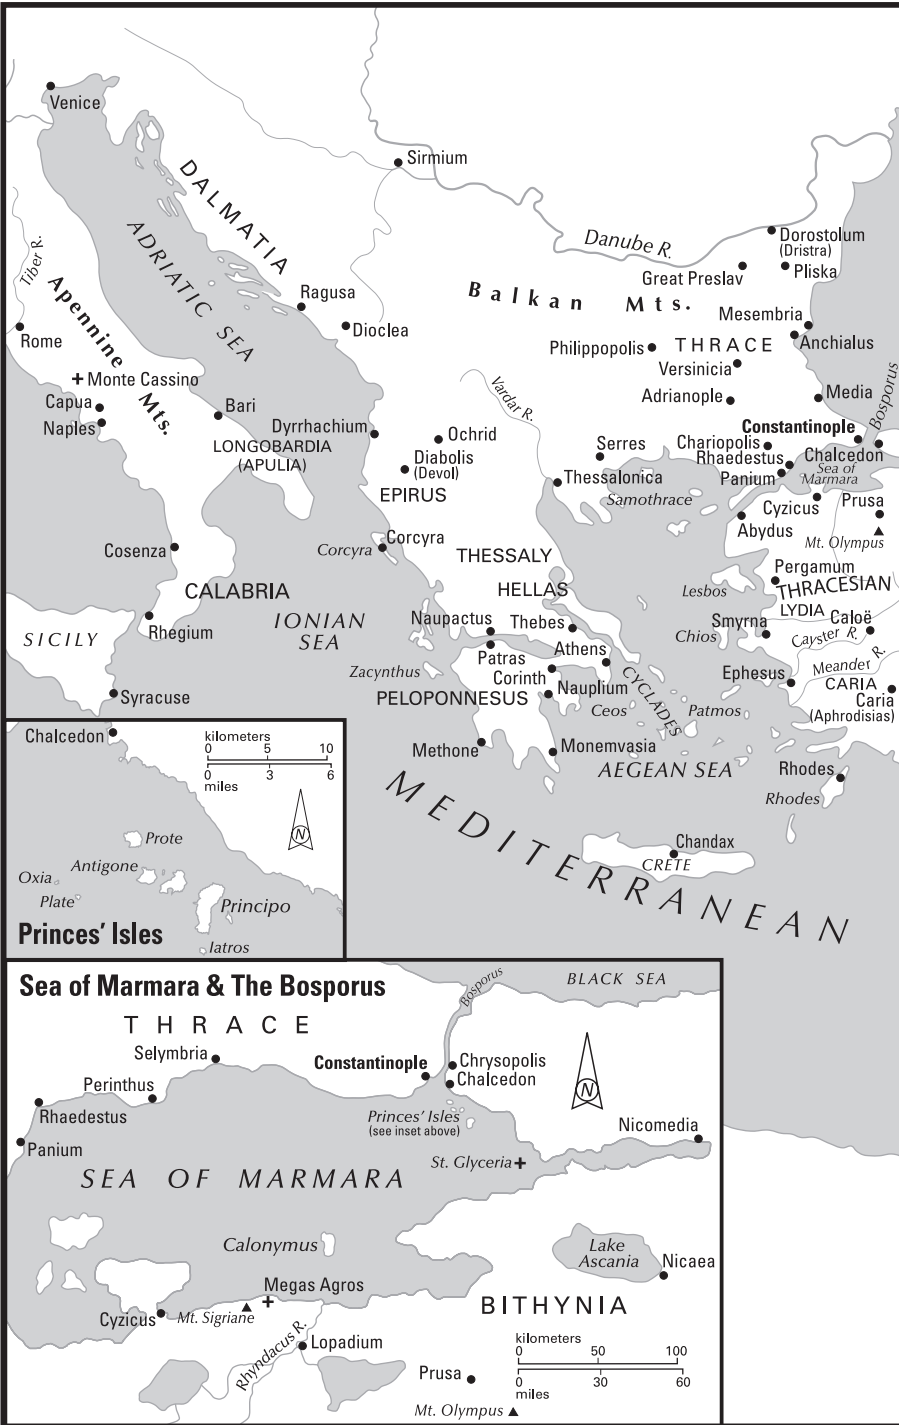 Venice
Sirmium
DALMATIA
ADRIATIC SEA
Tiber R.
Danube R.
Dorostolum
(Dristra)
Great Preslav
Pliska
Apennine Mts.
Balkan Mts.
Ragusa
Dioclea
Mesembria
Rome
Anchialus
Philippopolis
THRACE
Versinicia
Monte Cassino
Vardar R.
Capua
Bari
Adrianople
Media
Bosporus
Naples
Dyrrhachium
Ochrid
Constantinople
LONGOBARDIA
(APULIA)
Serres
Chariopolis
Chalcedon
Diabolis
(Devol)
Rhaedestus
Sea of
Marmara
EPIRUS
Thessalonica
Panium
Samothrace
Cyzicus
Prusa
Abydus
Mt. Olympus
Cosenza
Corcyra
Corcyra
THESSALY
Pergamum
CALABRIA
HELLAS
Lesbos
THRACESIAN
LYDIA
Rhegium
IONIAN
SEA
Naupactus
Thebes
Smyrna
Caloë
SICILY
Chios
Cayster R.
Patras
Athens
Zacynthus
Corinth
CYCLADES
Ephesus
Meander R.
Syracuse
PELOPONNESUS
Nauplium
CARIA
Caria
(Aphrodisias)
Ceos
Patmos
Methone
Monemvasia
AEGEAN SEA
Rhodes
Rhodes
MEDITERRANEAN
Chandax
CRETE
Chalcedon
kilometers
0 5 10
0 3 6
miles
N
Prote
Antigone
Oxia
Plate
Principo
Iatros
Princes' Isles
Sea of Marmara & The Bosporus
BLACK SEA
Bosporus
THRACE
Selymbria
Constantinople
Chrysopolis
Chalcedon
N
Perinthus
Rhaedestus
Princes' Isles
(see inset above)
Nicomedia
Panium
St. Glyceria
SEA OF MARMARA
Calonymus
Lake
Ascania
Nicaea
Megas Agros
Cyzicus
Mt. Sigriane
BITHYNIA
Rhyndacus R.
Lopadium
kilometers
0 50 100
0 30 60
miles
Prusa
Mt. Olympus